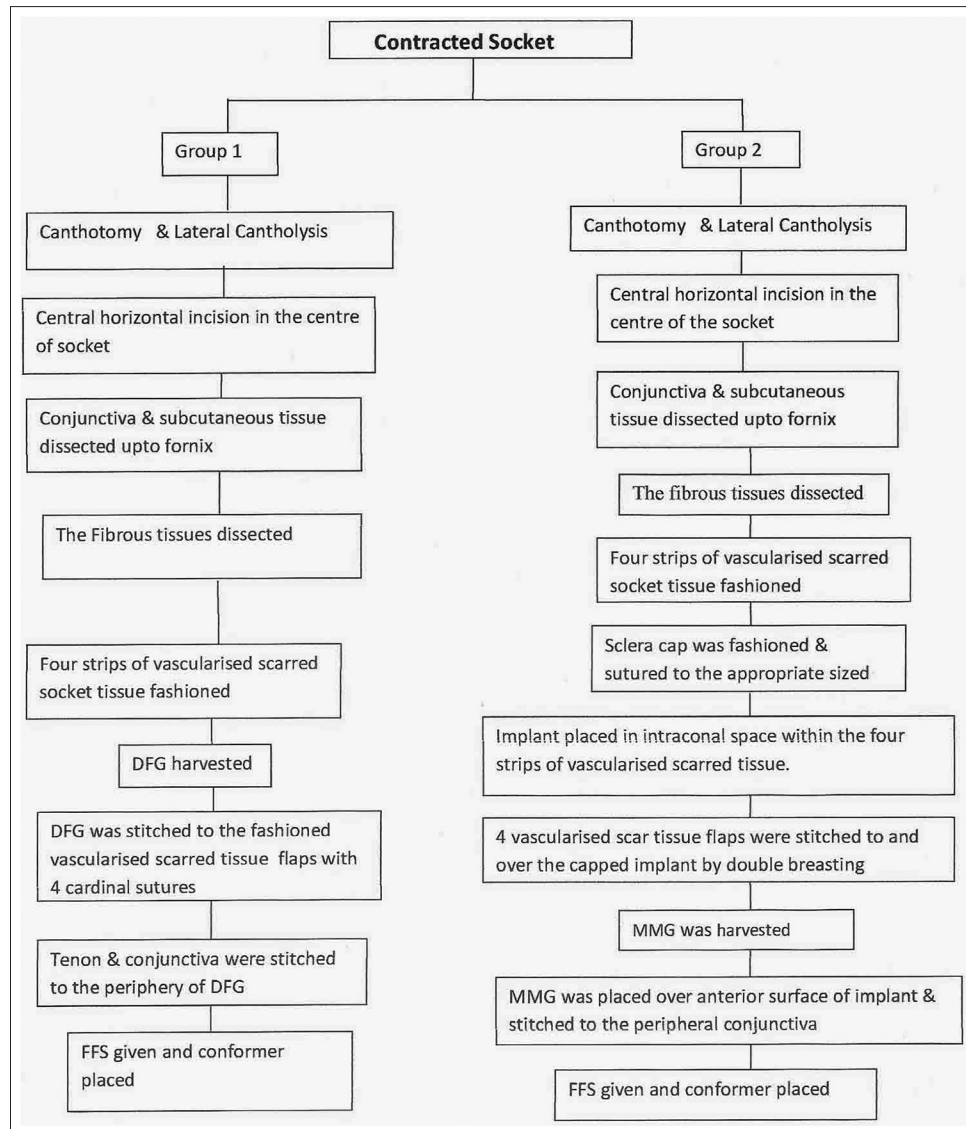 Contracted Socket
Group 1
Canthotomy & Lateral Cantholysis
Central horizontal incision in the centre
of socket
Conjunctiva & subcutaneous tissue
dissected upto fornix
The Fibrous tissues dissected
Four strips of vascularised scarred
socket tissue fashioned
DFG harvested
DFG was stitched to the fashioned
vascularised scarred tissue flaps with
4 cardinal sutures
Tenon & conjunctiva were stitched
to the periphery of DFG
FFS given and conformer
placed
Group 2
Canthotomy & Lateral Cantholysis
Central horizontal incision in the
centre of the socket
Conjunctiva & subcutaneous
tissue dissected upto fornix
The fibrous tissues dissected
Four strips of vascularised scarred
socket tissue fashioned
Sclera cap was fashioned &
sutured to the appropriate sized
Implant placed in intraconal space within the four
strips of vascularised scarred tissue.
4 vascularised scar tissue flaps were stitched to and
over the capped implant by double breasting
MMG was harvested
MMG was placed over anterior surface of implant &
stitched to the peripheral conjunctiva
FFS given and conformer placed